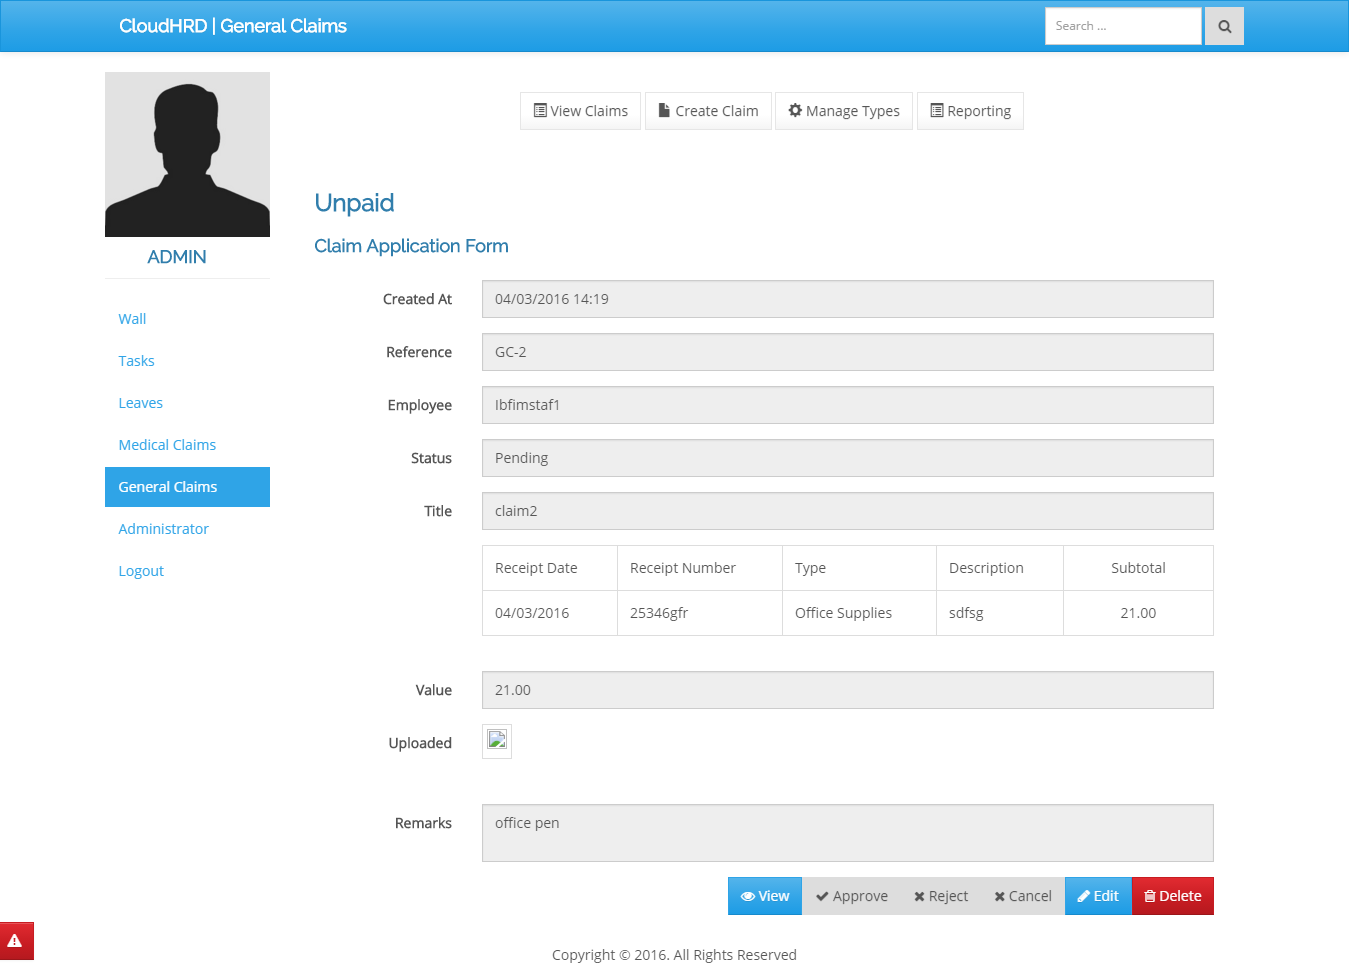 CloudHRD | General Claims
Search ...
View Claims Create Claim Manage Types Reporting
ADMIN
Wall
Tasks
Leaves
Medical Claims
General Claims
Administrator
Logout
Unpaid
Claim Application Form
Created At 04/03/2016 14:19
Reference GC-2
Employee Ibfimstaf1
Status Pending
Title claim2
Receipt Date Receipt Number Type Description Subtotal
04/03/2016 25346gfr Office Supplies sdfsg 21.00
Value 21.00
Uploaded
Remarks office pen
View Approve Reject Cancel Edit Delete
Copyright © 2016. All Rights Reserved